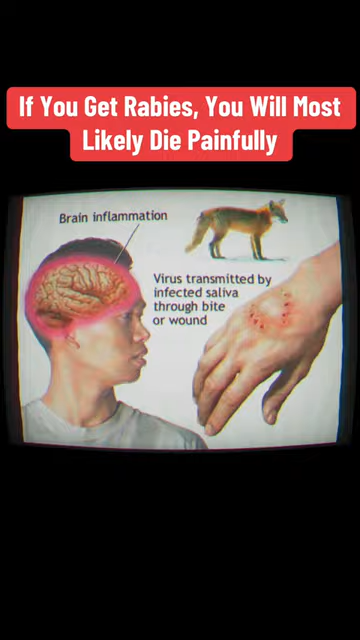 If You Get Rabies, You Will Most
Likely Die Painfully
Brain inflammation
Virus transmitted by
infected saliva
through bite
or wound